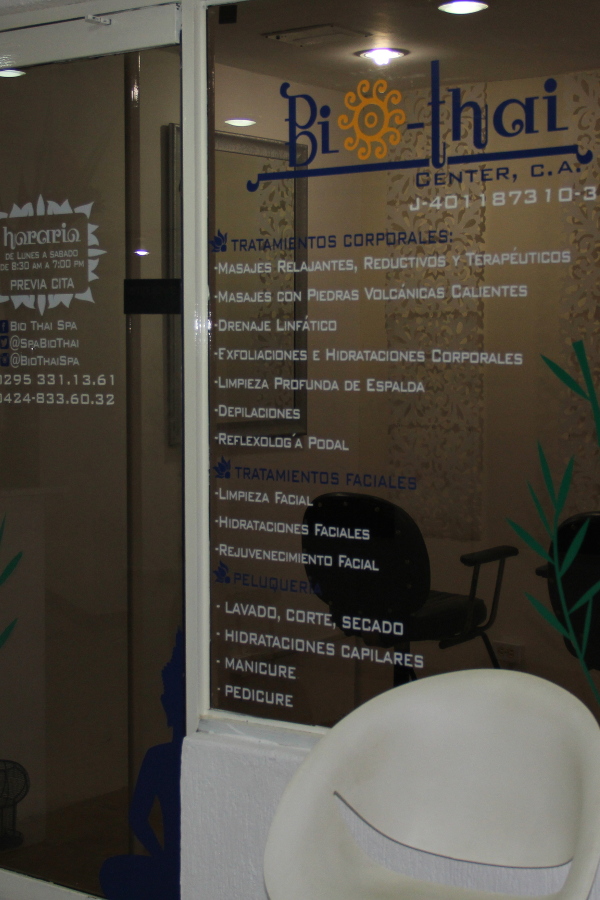 Bio-thai
CENTER, C.A.
J-401187310-3
TRATAMIENTOS CORPORALES:
-MASAJES RELAJANTES, REDUCTIVOS Y TERAPÉUTICOS
-MASAJES CON PIEDRAS VOLCÁNICAS CALIENTES
-DRENAJE LINFÁTICO
-EXFOLIACIONES E HIDRATACIONES CORPORALES
-LIMPIEZA PROFUNDA DE ESPALDA
-DEPILACIONES
-REFLEXOLOGÍA PODAL
TRATAMIENTOS FACIALES
-LIMPIEZA FACIAL
-HIDRATACIONES FACIALES
-REJUVENECIMIENTO FACIAL
PELUQUERÍA
- LAVADO, CORTE, SECADO
- HIDRATACIONES CAPILARES
- MANICURE
- PEDICURE
horario
DE LUNES A SABADO
DE 8:30 AM A 7:00 PM
PREVIA CITA
BIO THAI SPA
@SPABIOTHAI
@BIOTHAISPA
0295 331.13.61
0424-833.60.32